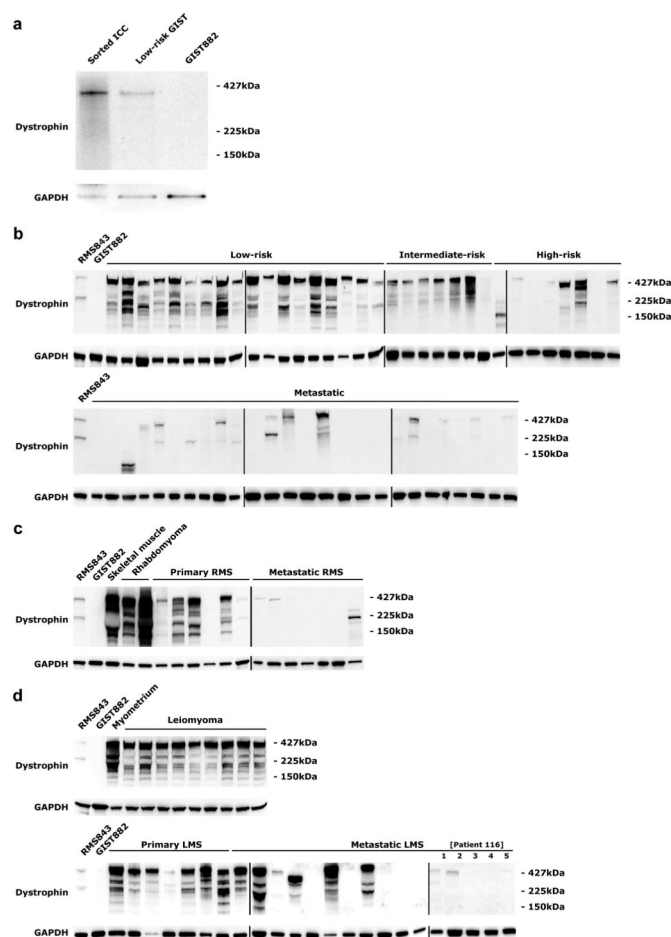 a
Sorted ICC
Low-risk GIST
GIST882
- 427kDa
Dystrophin
- 225kDa
- 150kDa
GAPDH
b
RMS843
GIST882
Low-risk
Intermediate-risk
High-risk
- 427kDa
Dystrophin
- 225kDa
- 150kDa
GAPDH
RMS843
Metastatic
- 427kDa
Dystrophin
- 225kDa
- 150kDa
GAPDH
c
RMS843
GIST882
Skeletal muscle
Rhabdomyoma
Primary RMS
Metastatic RMS
- 427kDa
- 225kDa
Dystrophin
- 150kDa
GAPDH
d
RMS843
GIST882
Myometrium
Leiomyoma
- 427kDa
Dystrophin
- 225kDa
- 150kDa
GAPDH
RMS843
GIST882
Primary LMS
Metastatic LMS
[Patient 116]
1 2 3 4 5
- 427kDa
Dystrophin
- 225kDa
- 150kDa
GAPDH